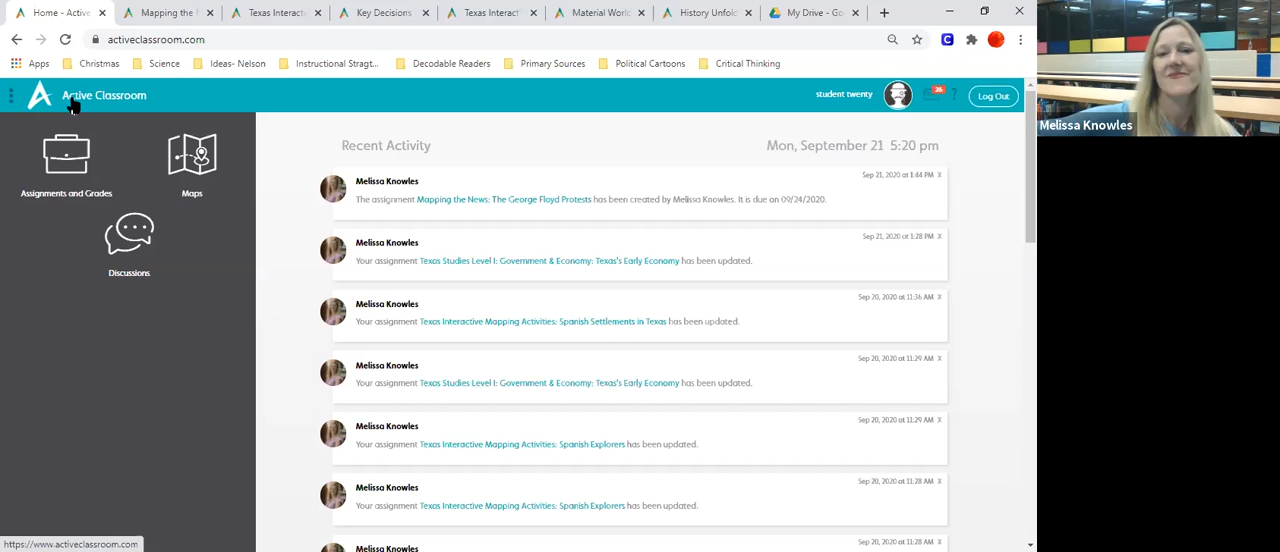 Home - Active
Mapping the N
Texas Interact
Key Decisions
Texas Interact
Material World
History Unfold
My Drive - Goo
activeclassroom.com
Apps
Christmas
Science
Ideas- Nelson
Instructional Stragt...
Decodable Readers
Primary Sources
Political Cartoons
Critical Thinking
Active Classroom
student twenty
26
?
Log Out
Assignments and Grades
Maps
Discussions
Recent Activity
Mon, September 21 5:20 pm
Melissa Knowles
Sep 21, 2020 at 1:44 PM X
The assignment Mapping the News: The George Floyd Protests has been created by Melissa Knowles. It is due on 09/24/2020.
Melissa Knowles
Sep 21, 2020 at 1:28 PM X
Your assignment Texas Studies Level I: Government & Economy: Texas's Early Economy has been updated.
Melissa Knowles
Sep 20, 2020 at 11:36 AM X
Your assignment Texas Interactive Mapping Activities: Spanish Settlements in Texas has been updated.
Melissa Knowles
Sep 20, 2020 at 11:29 AM X
Your assignment Texas Studies Level I: Government & Economy: Texas's Early Economy has been updated.
Melissa Knowles
Sep 20, 2020 at 11:29 AM X
Your assignment Texas Interactive Mapping Activities: Spanish Explorers has been updated.
Melissa Knowles
Sep 20, 2020 at 11:28 AM X
Your assignment Texas Interactive Mapping Activities: Spanish Explorers has been updated.
Melissa Knowles
Sep 20, 2020 at 11:28 AM X
https://www.activeclassroom.com
Melissa Knowles